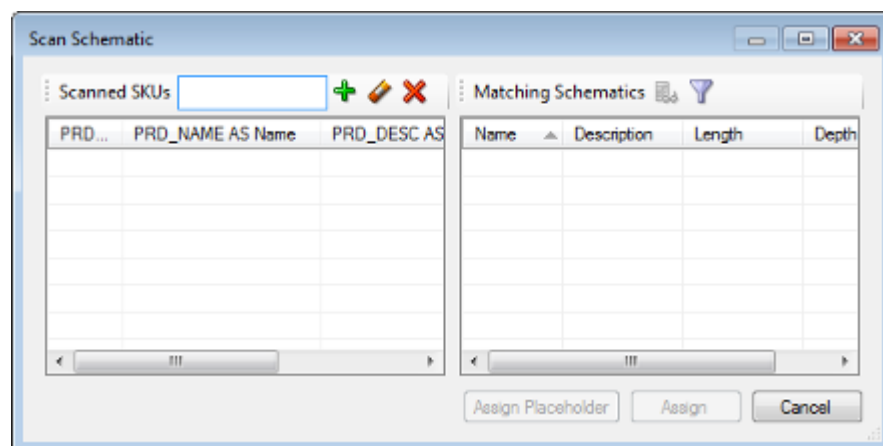 Scan Schematic
Scanned SKUs
Matching Schematics
PRD... PRD_NAME AS Name PRD_DESC AS
Name Description Length Depth
Assign Placeholder Assign Cancel